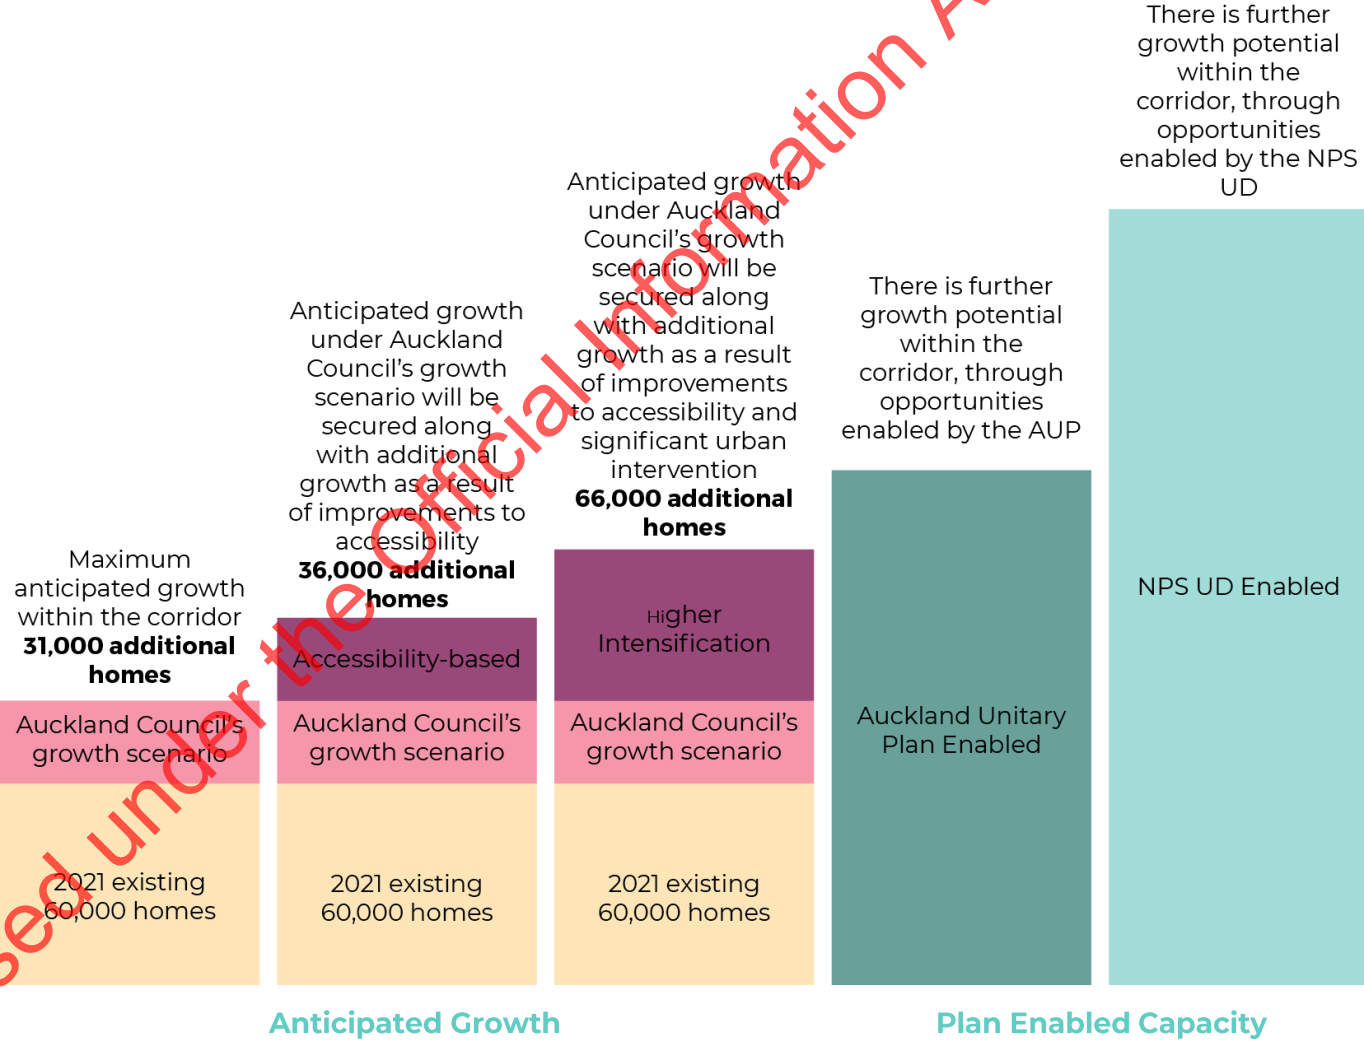 Maximum
anticipated growth
within the corridor
31,000 additional
homes
Auckland Council's
growth scenario
2021 existing
60,000 homes
Anticipated growth
under Auckland
Council's growth
scenario will be
secured along
with additional
growth as a result
of improvements to
accessibility
36,000 additional
homes
Accessibility-based
Auckland Council's
growth scenario
2021 existing
60,000 homes
Anticipated growth
under Auckland
Council's growth
scenario will be
secured along
with additional
growth as a result
of improvements
to accessibility and
significant urban
intervention
66,000 additional
homes
Higher
Intensification
Auckland Council's
growth scenario
2021 existing
60,000 homes
There is further
growth potential
within the
corridor, through
opportunities
enabled by the AUP
Auckland Unitary
Plan Enabled
There is further
growth potential
within the
corridor, through
opportunities
enabled by the NPS
UD
NPS UD Enabled
Anticipated Growth
Plan Enabled Capacity
sed under the Official Information A